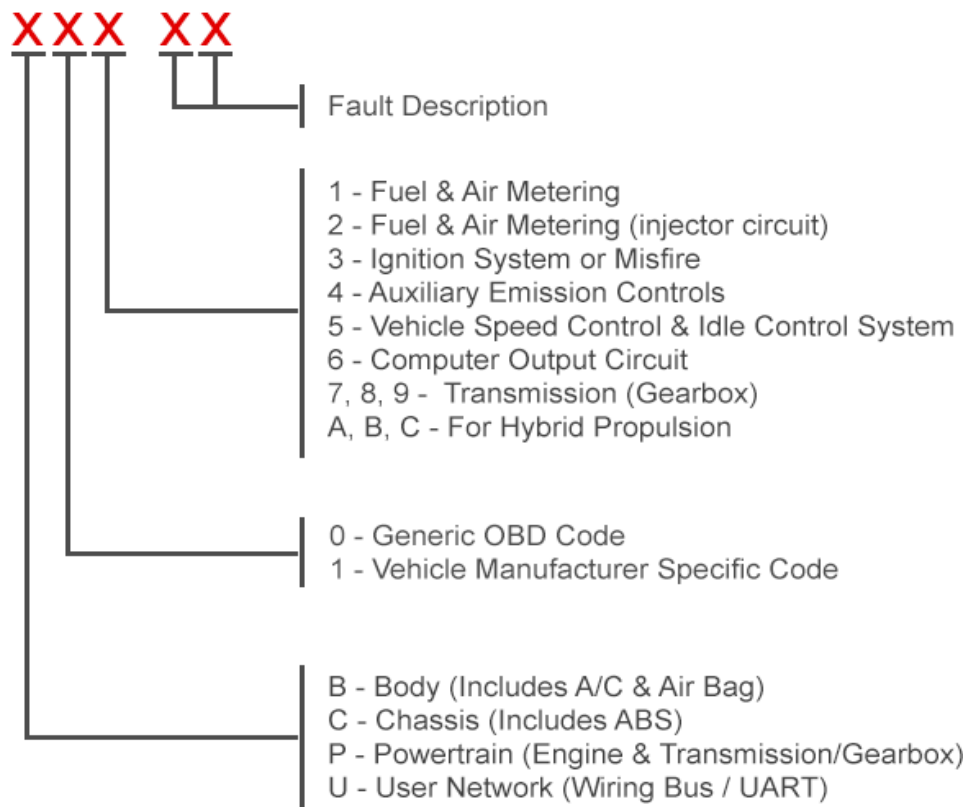 XXX XX
Fault Description
1 - Fuel & Air Metering
2 - Fuel & Air Metering (injector circuit)
3 - Ignition System or Misfire
4 - Auxiliary Emission Controls
5 - Vehicle Speed Control & Idle Control System
6 - Computer Output Circuit
7, 8, 9 - Transmission (Gearbox)
A, B, C - For Hybrid Propulsion
0 - Generic OBD Code
1 - Vehicle Manufacturer Specific Code
B - Body (Includes A/C & Air Bag)
C - Chassis (Includes ABS)
P - Powertrain (Engine & Transmission/Gearbox)
U - User Network (Wiring Bus / UART)